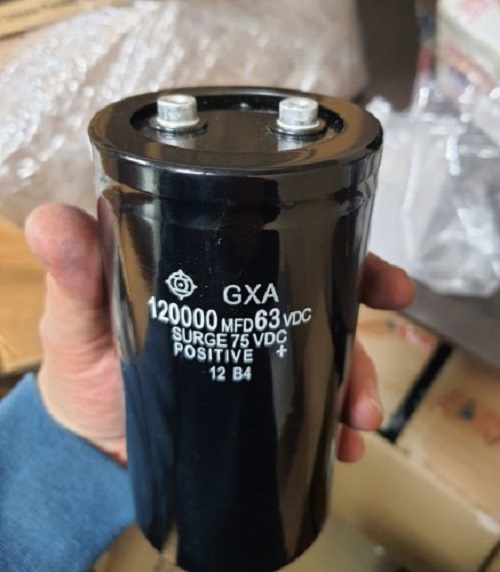 GXA
120000 MFD 63 VDC
SURGE 75 VDC
POSITIVE +
12 B4